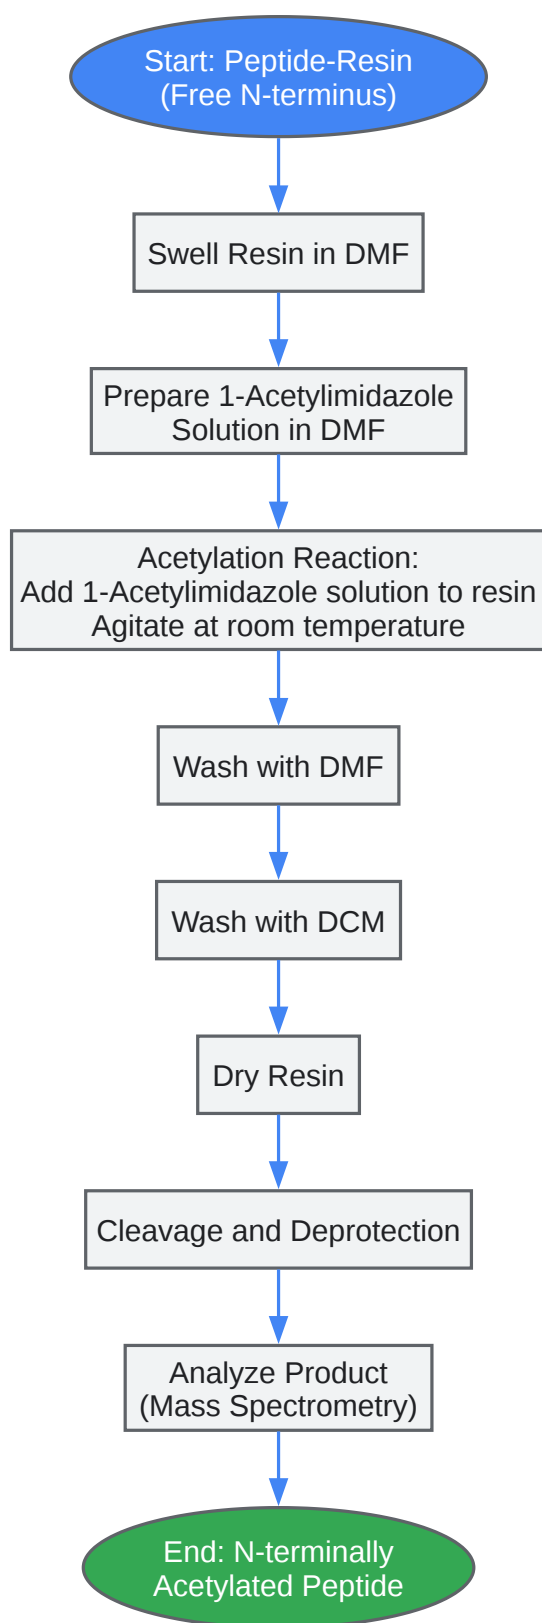 Start: Peptide-Resin
(Free N-terminus)
Swell Resin in DMF
Prepare 1-Acetylimidazole
Solution in DMF
Acetylation Reaction:
Add 1-Acetylimidazole solution to resin
Agitate at room temperature
Wash with DMF
Wash with DCM
Dry Resin
Cleavage and Deprotection
Analyze Product
(Mass Spectrometry)
End: N-terminally
Acetylated Peptide